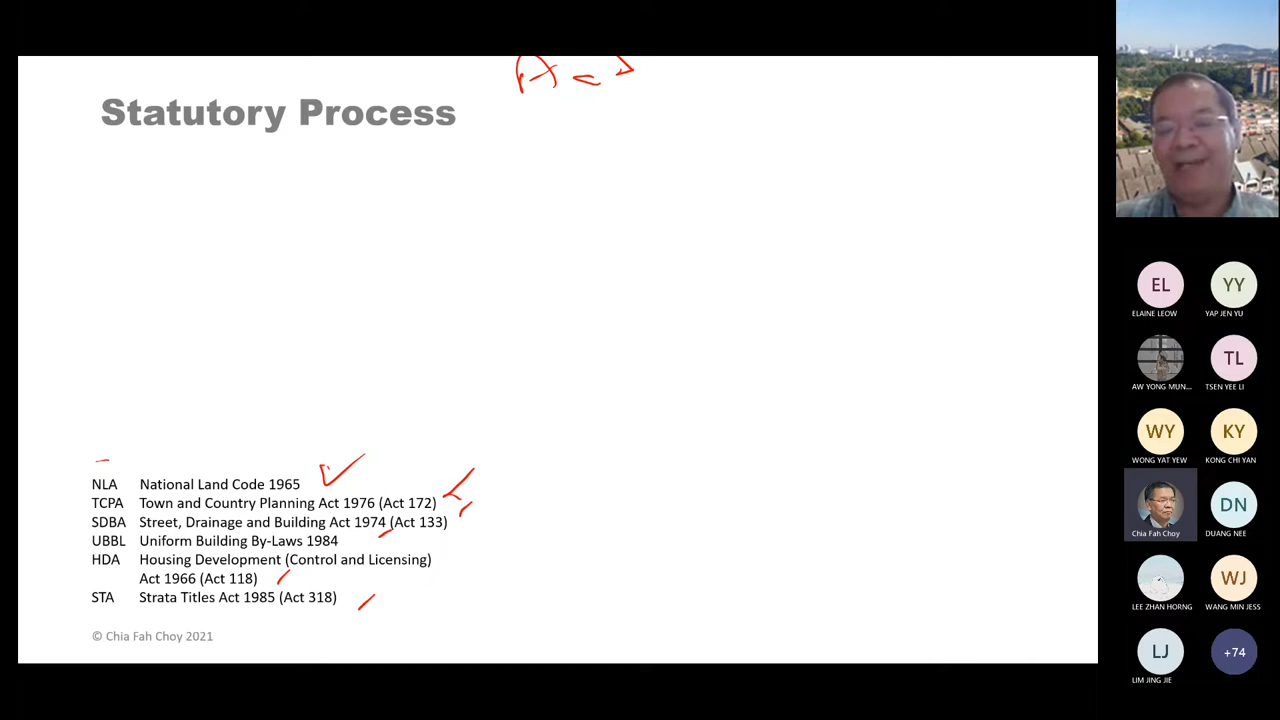 Statutory Process
NLA National Land Code 1965
TCPA Town and Country Planning Act 1976 (Act 172)
SDBA Street, Drainage and Building Act 1974 (Act 133)
UBBL Uniform Building By-Laws 1984
HDA Housing Development (Control and Licensing)
Act 1966 (Act 118)
STA Strata Titles Act 1985 (Act 318)
© Chia Fah Choy 2021
EL
YY
ELAINE LEOW
YAP JEN YU
TL
AW YONG MUN...
TSEN YEE LI
WY
KY
WONG YAT YEW
KONG CHI YAN
DN
Chia Fah Choy
DUANG NEE
WJ
LEE ZHAN HORNG
WANG MIN JESS
LJ
+74
LIM JING JIE